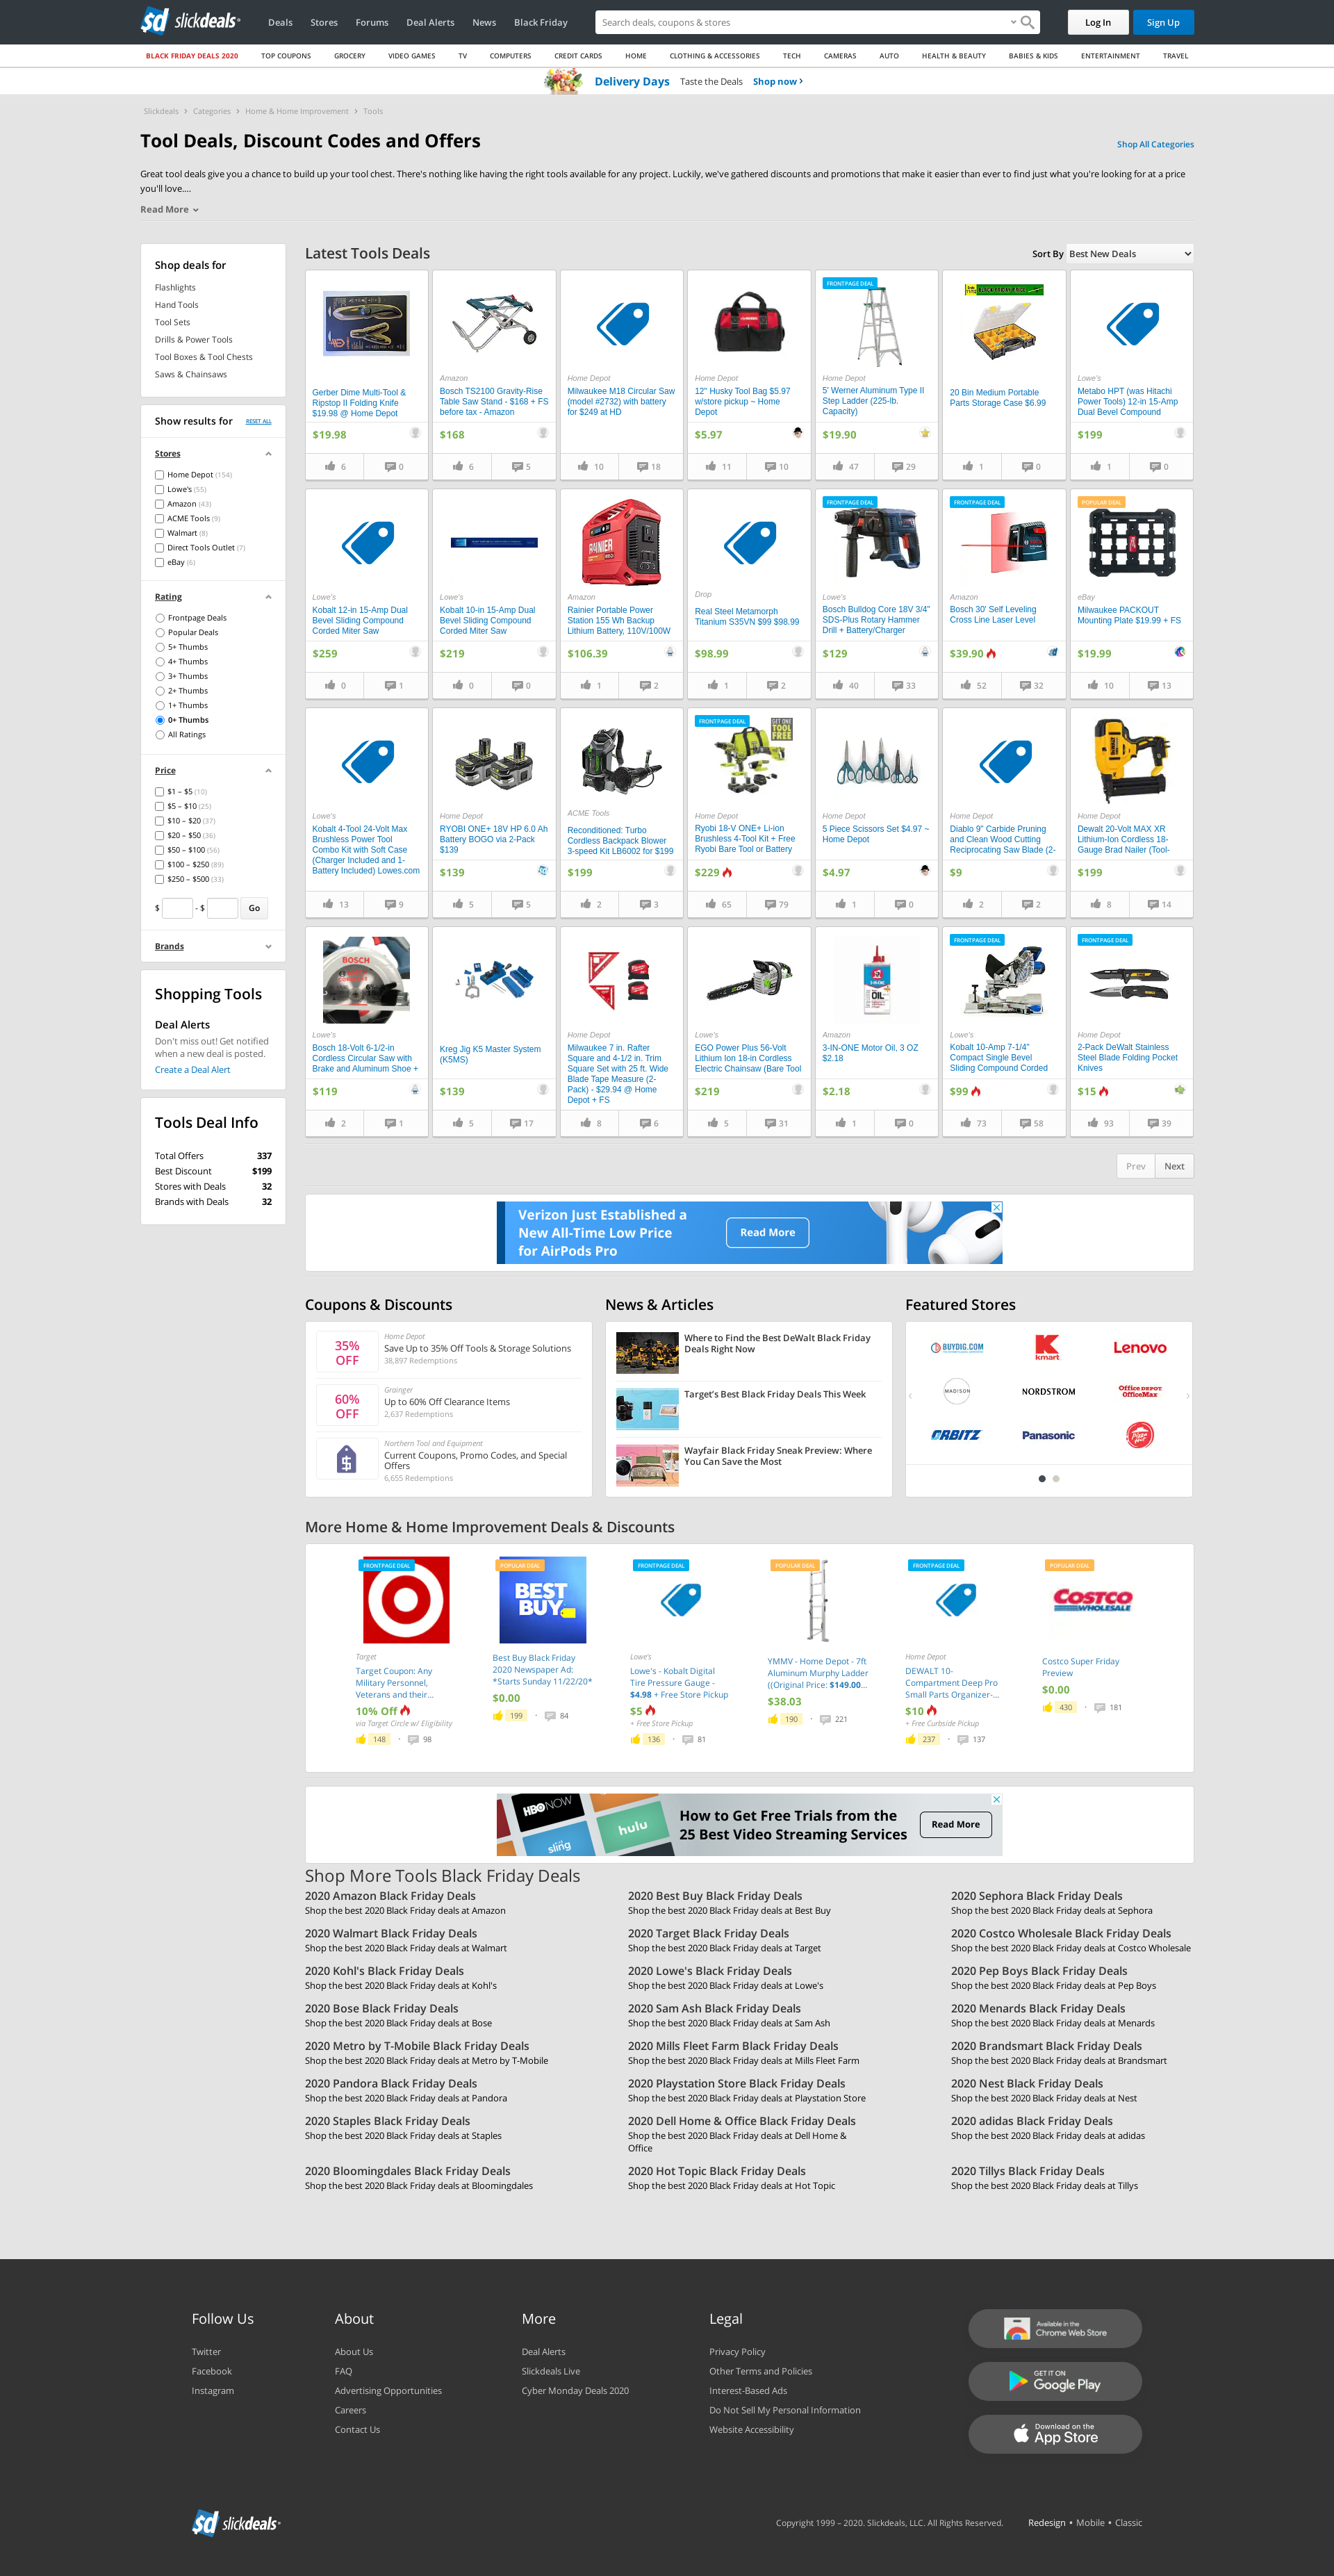 slickdeals
Deals Stores Forums Deal Alerts News Black Friday
Search deals, coupons & stores
Log In Sign Up
BLACK FRIDAY DEALS 2020 TOP COUPONS GROCERY VIDEO GAMES TV COMPUTERS CREDIT CARDS HOME CLOTHING & ACCESSORIES TECH CAMERAS AUTO HEALTH & BEAUTY BABIES & KIDS ENTERTAINMENT TRAVEL
Delivery Days Taste the Deals Shop now
Slickdeals Categories Home & Home Improvement Tools
Tool Deals, Discount Codes and Offers
Shop All Categories
Great tool deals give you a chance to build up your tool chest. There's nothing like having the right tools available for any project. Luckily, we've gathered discounts and promotions that make it easier than ever to find just what you're looking for at a price
you'll love....
Read More
Shop deals for
Flashlights
Hand Tools
Tool Sets
Drills & Power Tools
Tool Boxes & Tool Chests
Saws & Chainsaws
Show results for RESET ALL
Stores
Home Depot (154)
Lowe's (55)
Amazon (43)
ACME Tools (9)
Walmart (8)
Direct Tools Outlet (7)
eBay (6)
Rating
Frontpage Deals
Popular Deals
5+ Thumbs
4+ Thumbs
3+ Thumbs
2+ Thumbs
1+ Thumbs
0+ Thumbs
All Ratings
Price
$1 – $5 (10)
$5 – $10 (25)
$10 – $20 (37)
$20 – $50 (36)
$50 – $100 (56)
$100 – $250 (89)
$250 – $500 (33)
$ - $ Go
Brands
Shopping Tools
Deal Alerts
Don't miss out! Get notified
when a new deal is posted.
Create a Deal Alert
Tools Deal Info
Total Offers 337
Best Discount $199
Stores with Deals 32
Brands with Deals 32
Latest Tools Deals
Sort By Best New Deals
Gerber Dime Multi-Tool &
Ripstop II Folding Knife
$19.98 @ Home Depot
$19.98
6 0
Amazon
Bosch TS2100 Gravity-Rise
Table Saw Stand - $168 + FS
before tax - Amazon
$168
6 5
Home Depot
Milwaukee M18 Circular Saw
(model #2732) with battery
for $249 at HD
10 18
Home Depot
12" Husky Tool Bag $5.97
w/store pickup ~ Home
Depot
$5.97
11 10
FRONTPAGE DEAL
Home Depot
5' Werner Aluminum Type II
Step Ladder (225-lb.
Capacity)
$19.90
47 29
20 Bin Medium Portable
Parts Storage Case $6.99
1 0
Lowe's
Metabo HPT (was Hitachi
Power Tools) 12-in 15-Amp
Dual Bevel Compound
$199
1 0
Lowe's
Kobalt 12-in 15-Amp Dual
Bevel Sliding Compound
Corded Miter Saw
$259
0 1
Lowe's
Kobalt 10-in 15-Amp Dual
Bevel Sliding Compound
Corded Miter Saw
$219
0 0
RAINIER
Amazon
Rainier Portable Power
Station 155 Wh Backup
Lithium Battery, 110V/100W
$106.39
1 2
Drop
Real Steel Metamorph
Titanium S35VN $99 $98.99
$98.99
1 2
FRONTPAGE DEAL
Lowe's
Bosch Bulldog Core 18V 3/4"
SDS-Plus Rotary Hammer
Drill + Battery/Charger
$129
40 33
FRONTPAGE DEAL
Amazon
Bosch 30' Self Leveling
Cross Line Laser Level
$39.90
52 32
POPULAR DEAL
eBay
Milwaukee PACKOUT
Mounting Plate $19.99 + FS
$19.99
10 13
Lowe's
Kobalt 4-Tool 24-Volt Max
Brushless Power Tool
Combo Kit with Soft Case
(Charger Included and 1-
Battery Included) Lowes.com
13 9
Home Depot
RYOBI ONE+ 18V HP 6.0 Ah
Battery BOGO via 2-Pack
$139
$139
5 5
ACME Tools
Reconditioned: Turbo
Cordless Backpack Blower
3-speed Kit LB6002 for $199
$199
2 3
FRONTPAGE DEAL
GET ONE
TOOL
FREE
Home Depot
Ryobi 18-V ONE+ Li-ion
Brushless 4-Tool Kit + Free
Ryobi Bare Tool or Battery
$229
65 79
Home Depot
5 Piece Scissors Set $4.97 ~
Home Depot
$4.97
1 0
Home Depot
Diablo 9" Carbide Pruning
and Clean Wood Cutting
Reciprocating Saw Blade (2-
$9
2 2
Home Depot
Dewalt 20-Volt MAX XR
Lithium-Ion Cordless 18-
Gauge Brad Nailer (Tool-
$199
8 14
BOSCH
Lowe's
Bosch 18-Volt 6-1/2-in
Cordless Circular Saw with
Brake and Aluminum Shoe +
$119
2 1
Kreg Jig K5 Master System
(K5MS)
$139
5 17
Home Depot
Milwaukee 7 in. Rafter
Square and 4-1/2 in. Trim
Square Set with 25 ft. Wide
Blade Tape Measure (2-
Pack) - $29.94 @ Home
Depot + FS
8 6
Lowe's
EGO Power Plus 56-Volt
Lithium Ion 18-in Cordless
Electric Chainsaw (Bare Tool
$219
5 31
OIL
Amazon
3-IN-ONE Motor Oil, 3 OZ
$2.18
$2.18
1 0
FRONTPAGE DEAL
Lowe's
Kobalt 10-Amp 7-1/4"
Compact Single Bevel
Sliding Compound Corded
$99
73 58
FRONTPAGE DEAL
Home Depot
2-Pack DeWalt Stainless
Steel Blade Folding Pocket
Knives
$15
93 39
Prev Next
Verizon Just Established a
New All-Time Low Price
for AirPods Pro
Read More
Coupons & Discounts
35%
OFF
Home Depot
Save Up to 35% Off Tools & Storage Solutions
38,897 Redemptions
60%
OFF
Grainger
Up to 60% Off Clearance Items
2,637 Redemptions
Northern Tool and Equipment
Current Coupons, Promo Codes, and Special
Offers
6,655 Redemptions
News & Articles
Where to Find the Best DeWalt Black Friday
Deals Right Now
Target's Best Black Friday Deals This Week
Wayfair Black Friday Sneak Preview: Where
You Can Save the Most
Featured Stores
BUYDIG.COM kmart Lenovo
MADISON NORDSTROM Office DEPOT
OfficeMax
ORBITZ Panasonic Pizza Hut
More Home & Home Improvement Deals & Discounts
FRONTPAGE DEAL
Target
Target Coupon: Any
Military Personnel,
Veterans and their...
10% Off
via Target Circle w/ Eligibility
148 98
POPULAR DEAL
BEST
BUY
Best Buy Black Friday
2020 Newspaper Ad:
*Starts Sunday 11/22/20*
$0.00
199 84
FRONTPAGE DEAL
Lowe's
Lowe's - Kobalt Digital
Tire Pressure Gauge -
$4.98 + Free Store Pickup
$5
+ Free Store Pickup
136 81
POPULAR DEAL
YMMV - Home Depot - 7ft
Aluminum Murphy Ladder
((Original Price: $149.00...
$38.03
190 221
FRONTPAGE DEAL
Home Depot
DEWALT 10-
Compartment Deep Pro
Small Parts Organizer-...
$10
+ Free Curbside Pickup
237 137
POPULAR DEAL
COSTCO
WHOLESALE
Costco Super Friday
Preview
$0.00
430 181
HBO NOW
hulu
sling
How to Get Free Trials from the
25 Best Video Streaming Services
Read More
Shop More Tools Black Friday Deals
2020 Amazon Black Friday Deals
Shop the best 2020 Black Friday deals at Amazon
2020 Best Buy Black Friday Deals
Shop the best 2020 Black Friday deals at Best Buy
2020 Sephora Black Friday Deals
Shop the best 2020 Black Friday deals at Sephora
2020 Walmart Black Friday Deals
Shop the best 2020 Black Friday deals at Walmart
2020 Target Black Friday Deals
Shop the best 2020 Black Friday deals at Target
2020 Costco Wholesale Black Friday Deals
Shop the best 2020 Black Friday deals at Costco Wholesale
2020 Kohl's Black Friday Deals
Shop the best 2020 Black Friday deals at Kohl's
2020 Lowe's Black Friday Deals
Shop the best 2020 Black Friday deals at Lowe's
2020 Pep Boys Black Friday Deals
Shop the best 2020 Black Friday deals at Pep Boys
2020 Bose Black Friday Deals
Shop the best 2020 Black Friday deals at Bose
2020 Sam Ash Black Friday Deals
Shop the best 2020 Black Friday deals at Sam Ash
2020 Menards Black Friday Deals
Shop the best 2020 Black Friday deals at Menards
2020 Metro by T-Mobile Black Friday Deals
Shop the best 2020 Black Friday deals at Metro by T-Mobile
2020 Mills Fleet Farm Black Friday Deals
Shop the best 2020 Black Friday deals at Mills Fleet Farm
2020 Brandsmart Black Friday Deals
Shop the best 2020 Black Friday deals at Brandsmart
2020 Pandora Black Friday Deals
Shop the best 2020 Black Friday deals at Pandora
2020 Playstation Store Black Friday Deals
Shop the best 2020 Black Friday deals at Playstation Store
2020 Nest Black Friday Deals
Shop the best 2020 Black Friday deals at Nest
2020 Staples Black Friday Deals
Shop the best 2020 Black Friday deals at Staples
2020 Dell Home & Office Black Friday Deals
Shop the best 2020 Black Friday deals at Dell Home &
Office
2020 adidas Black Friday Deals
Shop the best 2020 Black Friday deals at adidas
2020 Bloomingdales Black Friday Deals
Shop the best 2020 Black Friday deals at Bloomingdales
2020 Hot Topic Black Friday Deals
Shop the best 2020 Black Friday deals at Hot Topic
2020 Tillys Black Friday Deals
Shop the best 2020 Black Friday deals at Tillys
Follow Us
Twitter
Facebook
Instagram
About
About Us
FAQ
Advertising Opportunities
Careers
Contact Us
More
Deal Alerts
Slickdeals Live
Cyber Monday Deals 2020
Legal
Privacy Policy
Other Terms and Policies
Interest-Based Ads
Do Not Sell My Personal Information
Website Accessibility
Available in the
Chrome Web Store
GET IT ON
Google Play
Download on the
App Store
slickdeals
Copyright 1999 – 2020. Slickdeals, LLC. All Rights Reserved. Redesign • Mobile • Classic